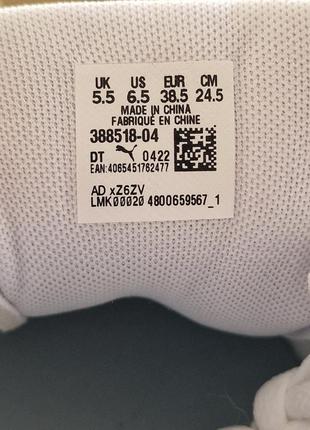 UK US EUR CM
5.5 6.5 38.5 24.5
MADE IN CHINA
FABRIQUÉ EN CHINE
388518-04
DT 0422
EAN:4065451762477
AD xZ6ZV
LMK00020 4800659567_1